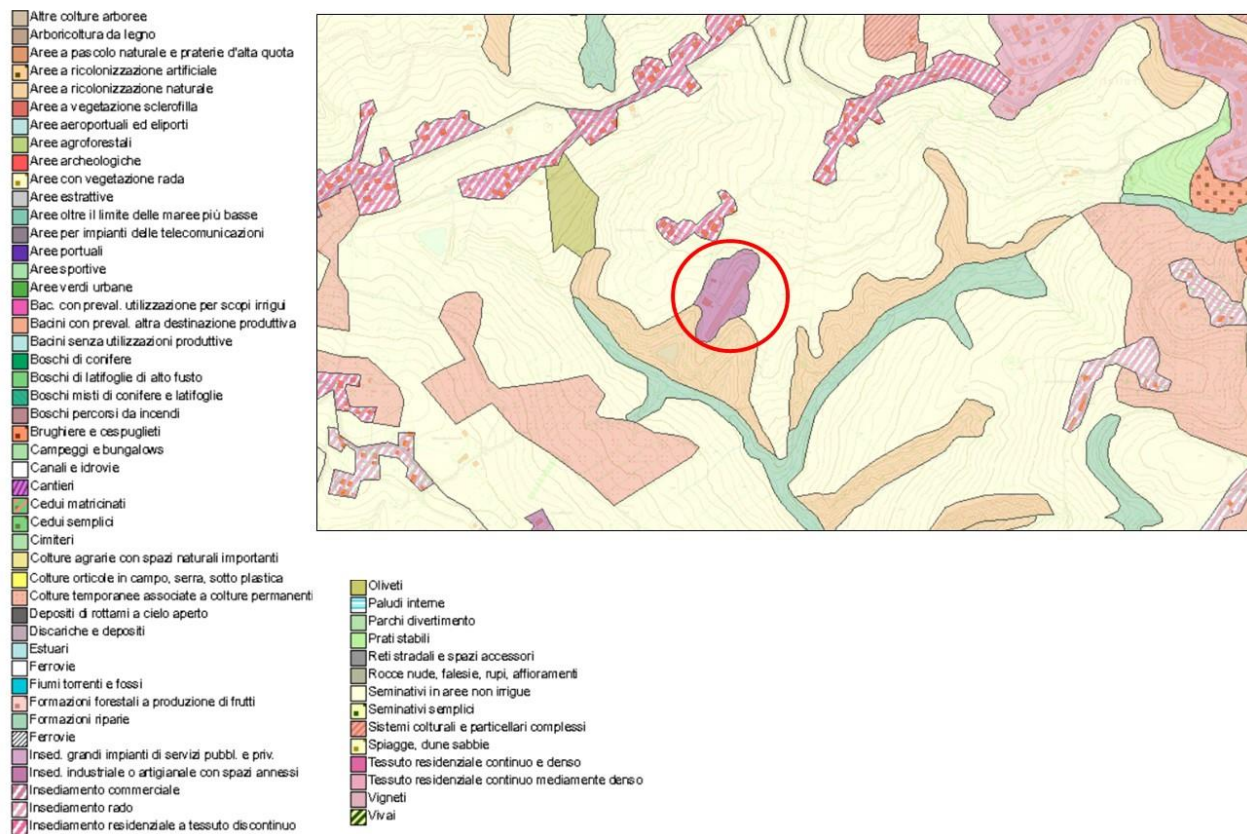 Altre colture arboree
Arboricoltura da legno
Aree a pascolo naturale e praterie d'alta quota
Aree a ricolonizzazione artificiale
Aree a ricolonizzazione naturale
Aree a vegetazione sclerofilla
Aree aeroportuali ed eliporti
Aree agroforestali
Aree archeologiche
Aree con vegetazione rada
Aree estrattive
Aree oltre il limite delle maree più basse
Aree per impianti delle telecomunicazioni
Aree portuali
Aree sportive
Aree verdi urbane
Bac. con preval. utilizzazione per scopi irrigui
Bacini con preval. altra destinazione produttiva
Bacini senza utilizzazioni produttive
Boschi di conifere
Boschi di latifoglie di alto fusto
Boschi misti di conifere e latifoglie
Boschi percorsi da incendi
Brughiere e cespuglieti
Campeggi e bungalows
Canali e idrovie
Cantieri
Cedui matricinati
Cedui semplici
Cimiteri
Colture agrarie con spazi naturali importanti
Colture orticole in campo, serra, sotto plastica
Colture temporanee associate a colture permanenti
Depositi di rottami a cielo aperto
Discariche e depositi
Estuari
Ferrovie
Fiumi torrenti e fossi
Formazioni forestali a produzione di frutti
Formazioni riparie
Ferrovie
Insed. grandi impianti di servizi pubbl. e priv.
Insed. industriale o artigianale con spazi annessi
Insediamento commerciale
Insediamento rado
Insediamento residenziale a tessuto discontinuo
Oliveti
Paludi interne
Parchi divertimento
Prati stabili
Reti stradali e spazi accessori
Rocce nude, falesie, rupi, affioramenti
Seminativi in aree non irrigue
Seminativi semplici
Sistemi colturali e particellari complessi
Spiagge, dune sabbie
Tessuto residenziale continuo e denso
Tessuto residenziale continuo mediamente denso
Vigneti
Vivai